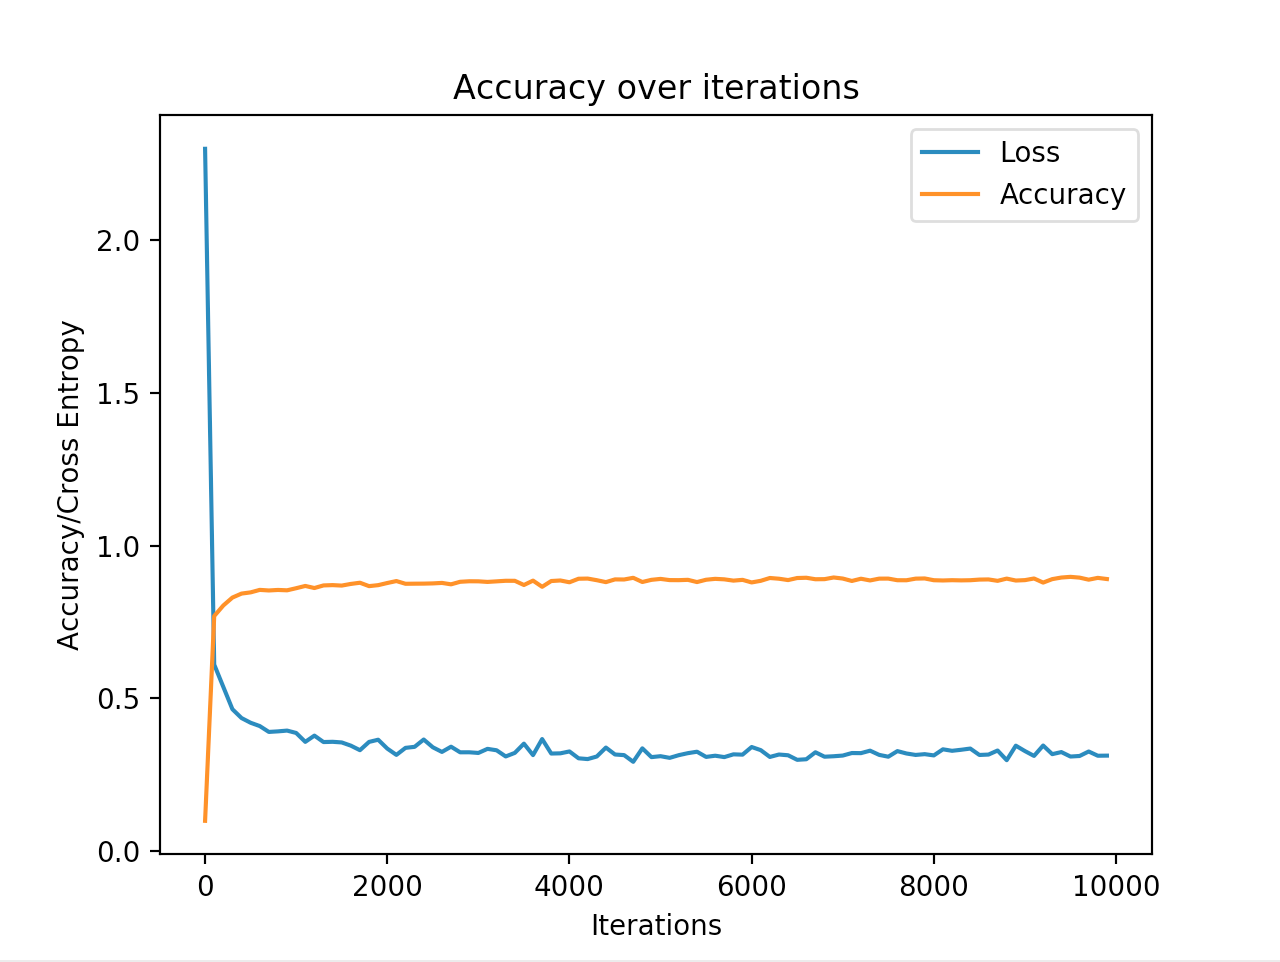 Accuracy over iterations
Loss
Accuracy
Accuracy/Cross Entropy
2.0
1.5
1.0
0.5
0.0
0 2000 4000 6000 8000 10000
Iterations